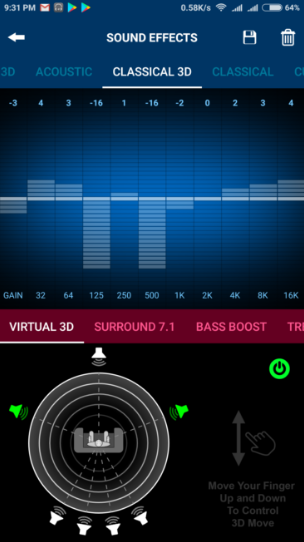 9:31 PM 0.58K/s 64%
SOUND EFFECTS
3D ACOUSTIC CLASSICAL 3D CLASSICAL
-3 4 3 -16 1 -16 -2 0 2 3 4
GAIN 32 64 125 250 500 1K 2K 4K 8K 16K
VIRTUAL 3D SURROUND 7.1 BASS BOOST TRE
Move Your Finger
Up and Down
To Control
3D Move